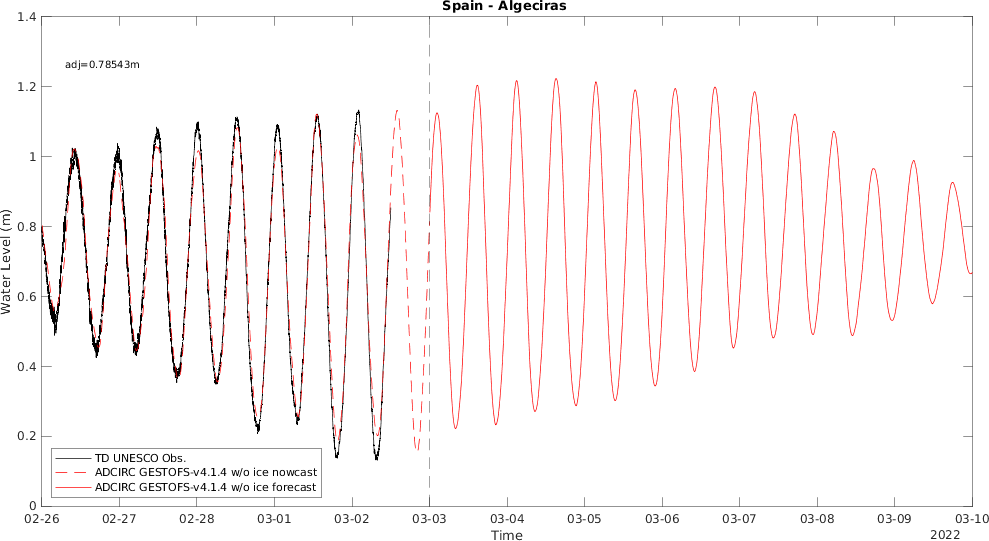 Spain - Algeciras
1.4
1.2
1
0.8
0.6
0.4
0.2
0
Water Level (m)
adj=0.78543m
TD UNESCO Obs.
ADCIRC GESTOFS-v4.1.4 w/o ice nowcast
ADCIRC GESTOFS-v4.1.4 w/o ice forecast
02-26 02-27 02-28 03-01 03-02 03-03 03-04 03-05 03-06 03-07 03-08 03-09 03-10
Time
2022